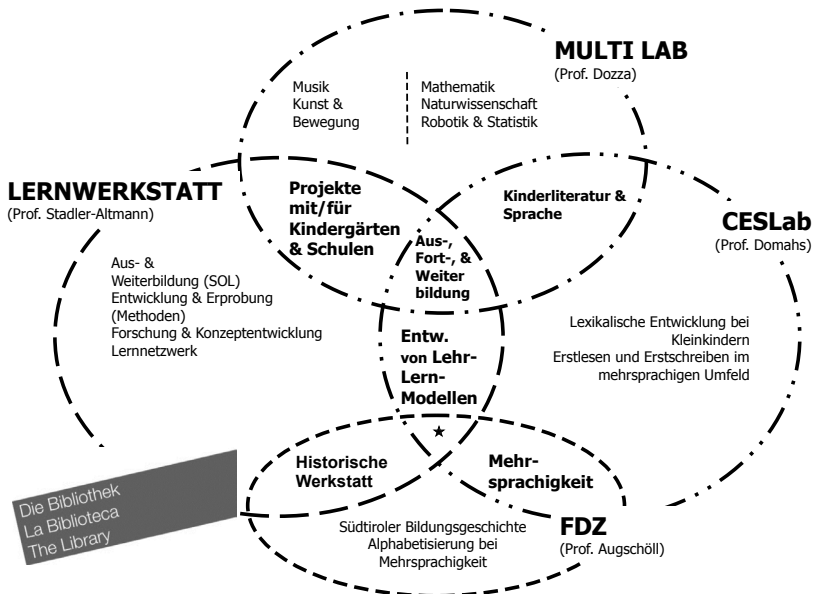 MULTI LAB
(Prof. Dozza)
Musik
Kunst &
Bewegung
Mathematik
Naturwissenschaft
Robotik & Statistik
LERNWERKSTATT
(Prof. Stadler-Altmann)
Projekte
mit/für
Kindergärten
& Schulen
Kinderliteratur &
Sprache
CESLab
(Prof. Domahs)
Aus-,
Fort-, &
Weiter
bildung
Aus- &
Weiterbildung (SOL)
Entwicklung & Erprobung
(Methoden)
Forschung & Konzeptentwicklung
Lernnetzwerk
Lexikalische Entwicklung bei
Kleinkindern
Erstlesen und Erstschreiben im
mehrsprachigen Umfeld
Entw.
von Lehr-
Lern-
Modellen
Historische
Werkstatt
Mehr-
sprachigkeit
Die Bibliothek
La Biblioteca
The Library
Südtiroler Bildungsgeschichte
Alphabetisierung bei
Mehrsprachigkeit
FDZ
(Prof. Augschöll)